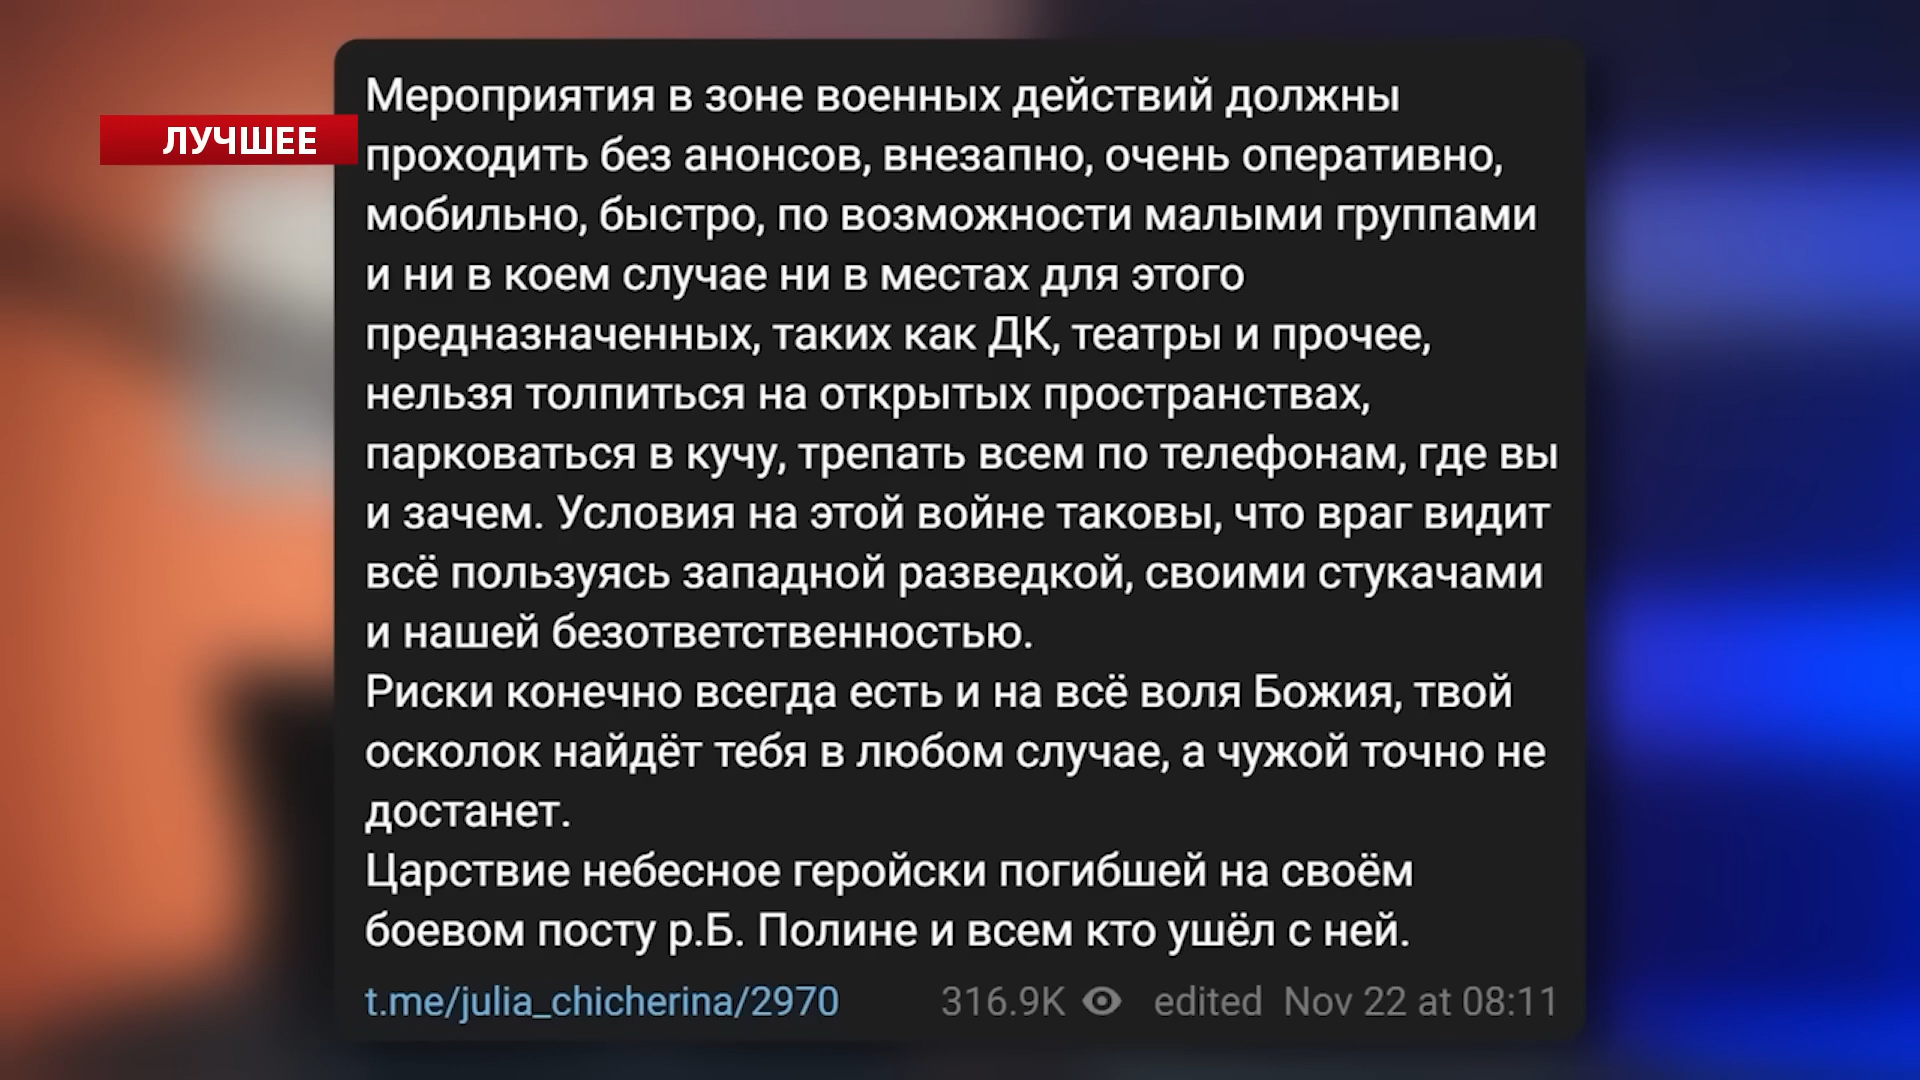 ЛУЧШЕЕ
Мероприятия в зоне военных действий должны
проходить без анонсов, внезапно, очень оперативно,
мобильно, быстро, по возможности малыми группами
и ни в коем случае ни в местах для этого
предназначенных, таких как ДК, театры и прочее,
нельзя толпиться на открытых пространствах,
парковаться в кучу, трепать всем по телефонам, где вы
и зачем. Условия на этой войне таковы, что враг видит
всё пользуясь западной разведкой, своими стукачами
и нашей безответственностью.
Риски конечно всегда есть и на всё воля Божия, твой
осколок найдёт тебя в любом случае, а чужой точно не
достанет.
Царствие небесное геройски погибшей на своём
боевом посту р.Б. Полине и всем кто ушёл с ней.
t.me/julia_chicherina/2970 316.9K edited Nov 22 at 08:11